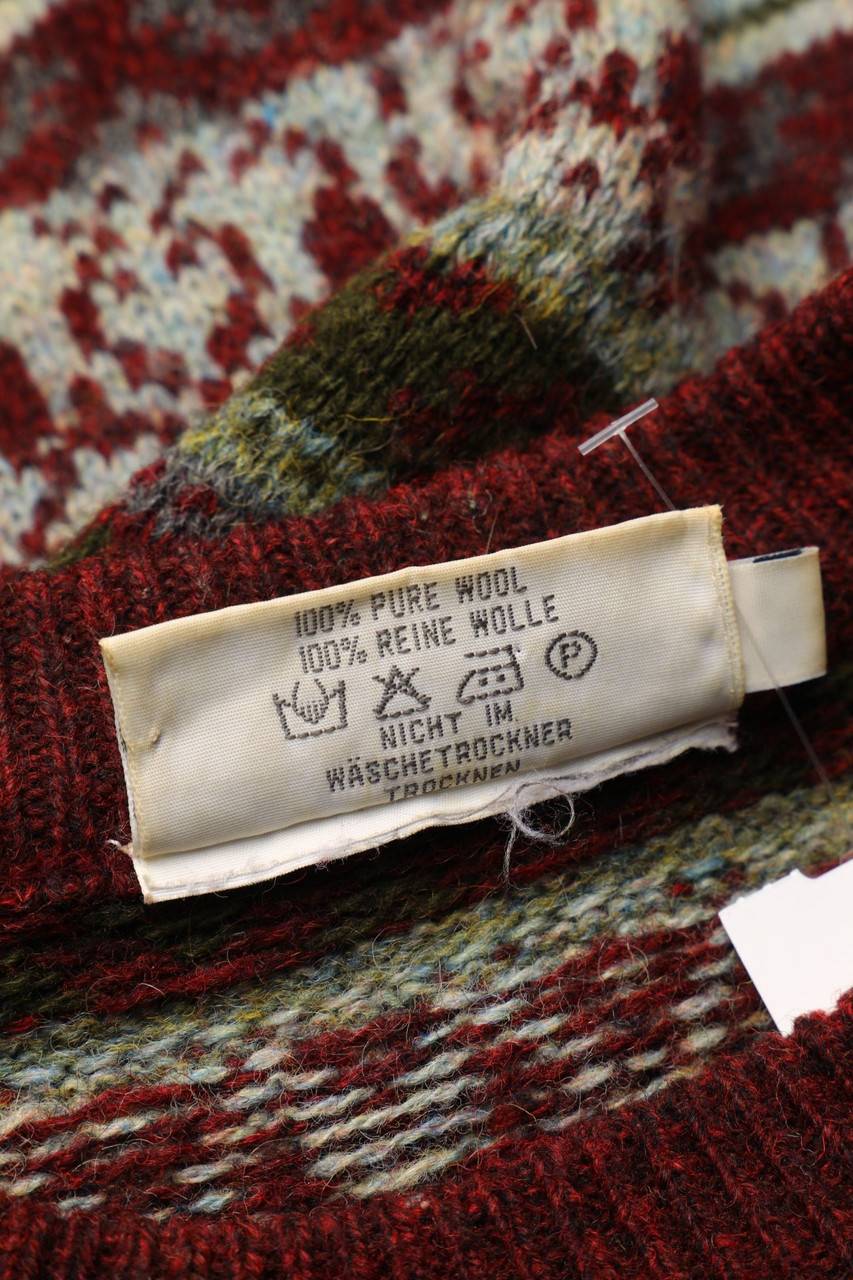 100% PURE WOOL
100% REINE WOLLE
P
NICHT IM
WÄSCHETROCKNER
TROCKNEN